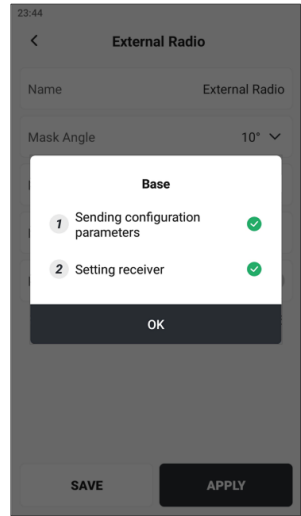 23:44
External Radio
Name External Radio
Mask Angle 10°
Base
1 Sending configuration
parameters
2 Setting receiver
OK
SAVE APPLY